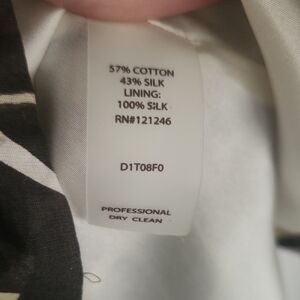 57% COTTON
43% SILK
LINING:
100% SILK
RN#121246
D1T08F0
PROFESSIONAL
DRY CLEAN